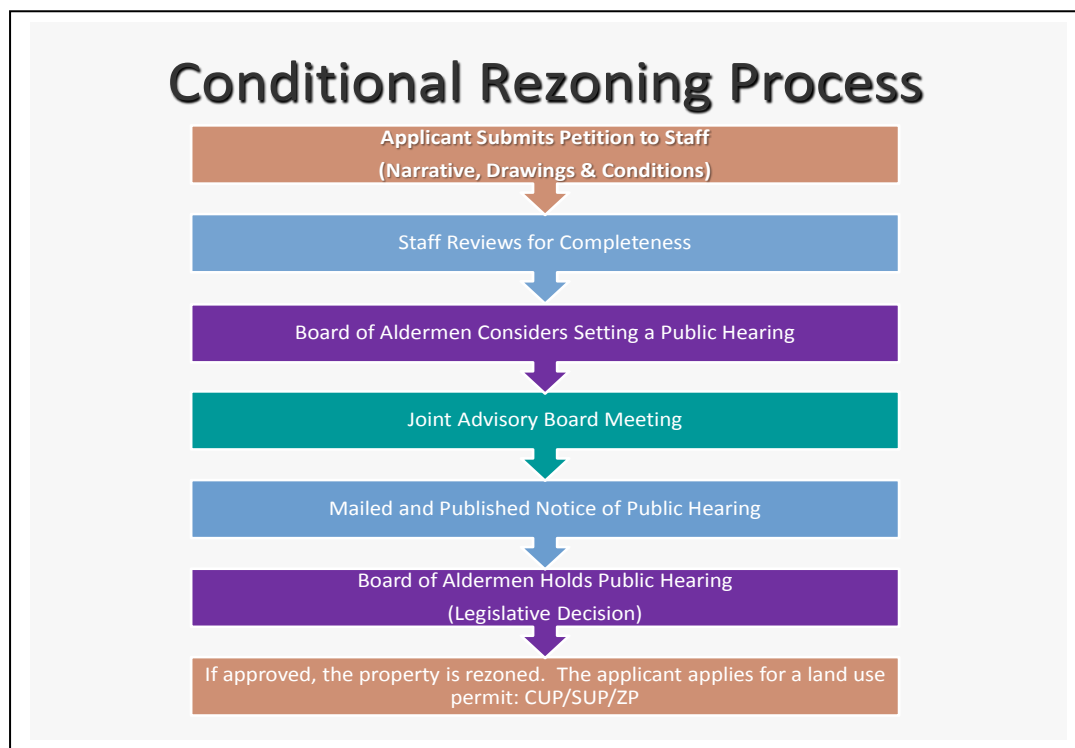 Conditional Rezoning Process
Applicant Submits Petition to Staff
(Narrative, Drawings & Conditions)
Staff Reviews for Completeness
Board of Aldermen Considers Setting a Public Hearing
Joint Advisory Board Meeting
Mailed and Published Notice of Public Hearing
Board of Aldermen Holds Public Hearing
(Legislative Decision)
If approved, the property is rezoned.  The applicant applies for a land use
permit: CUP/SUP/ZP